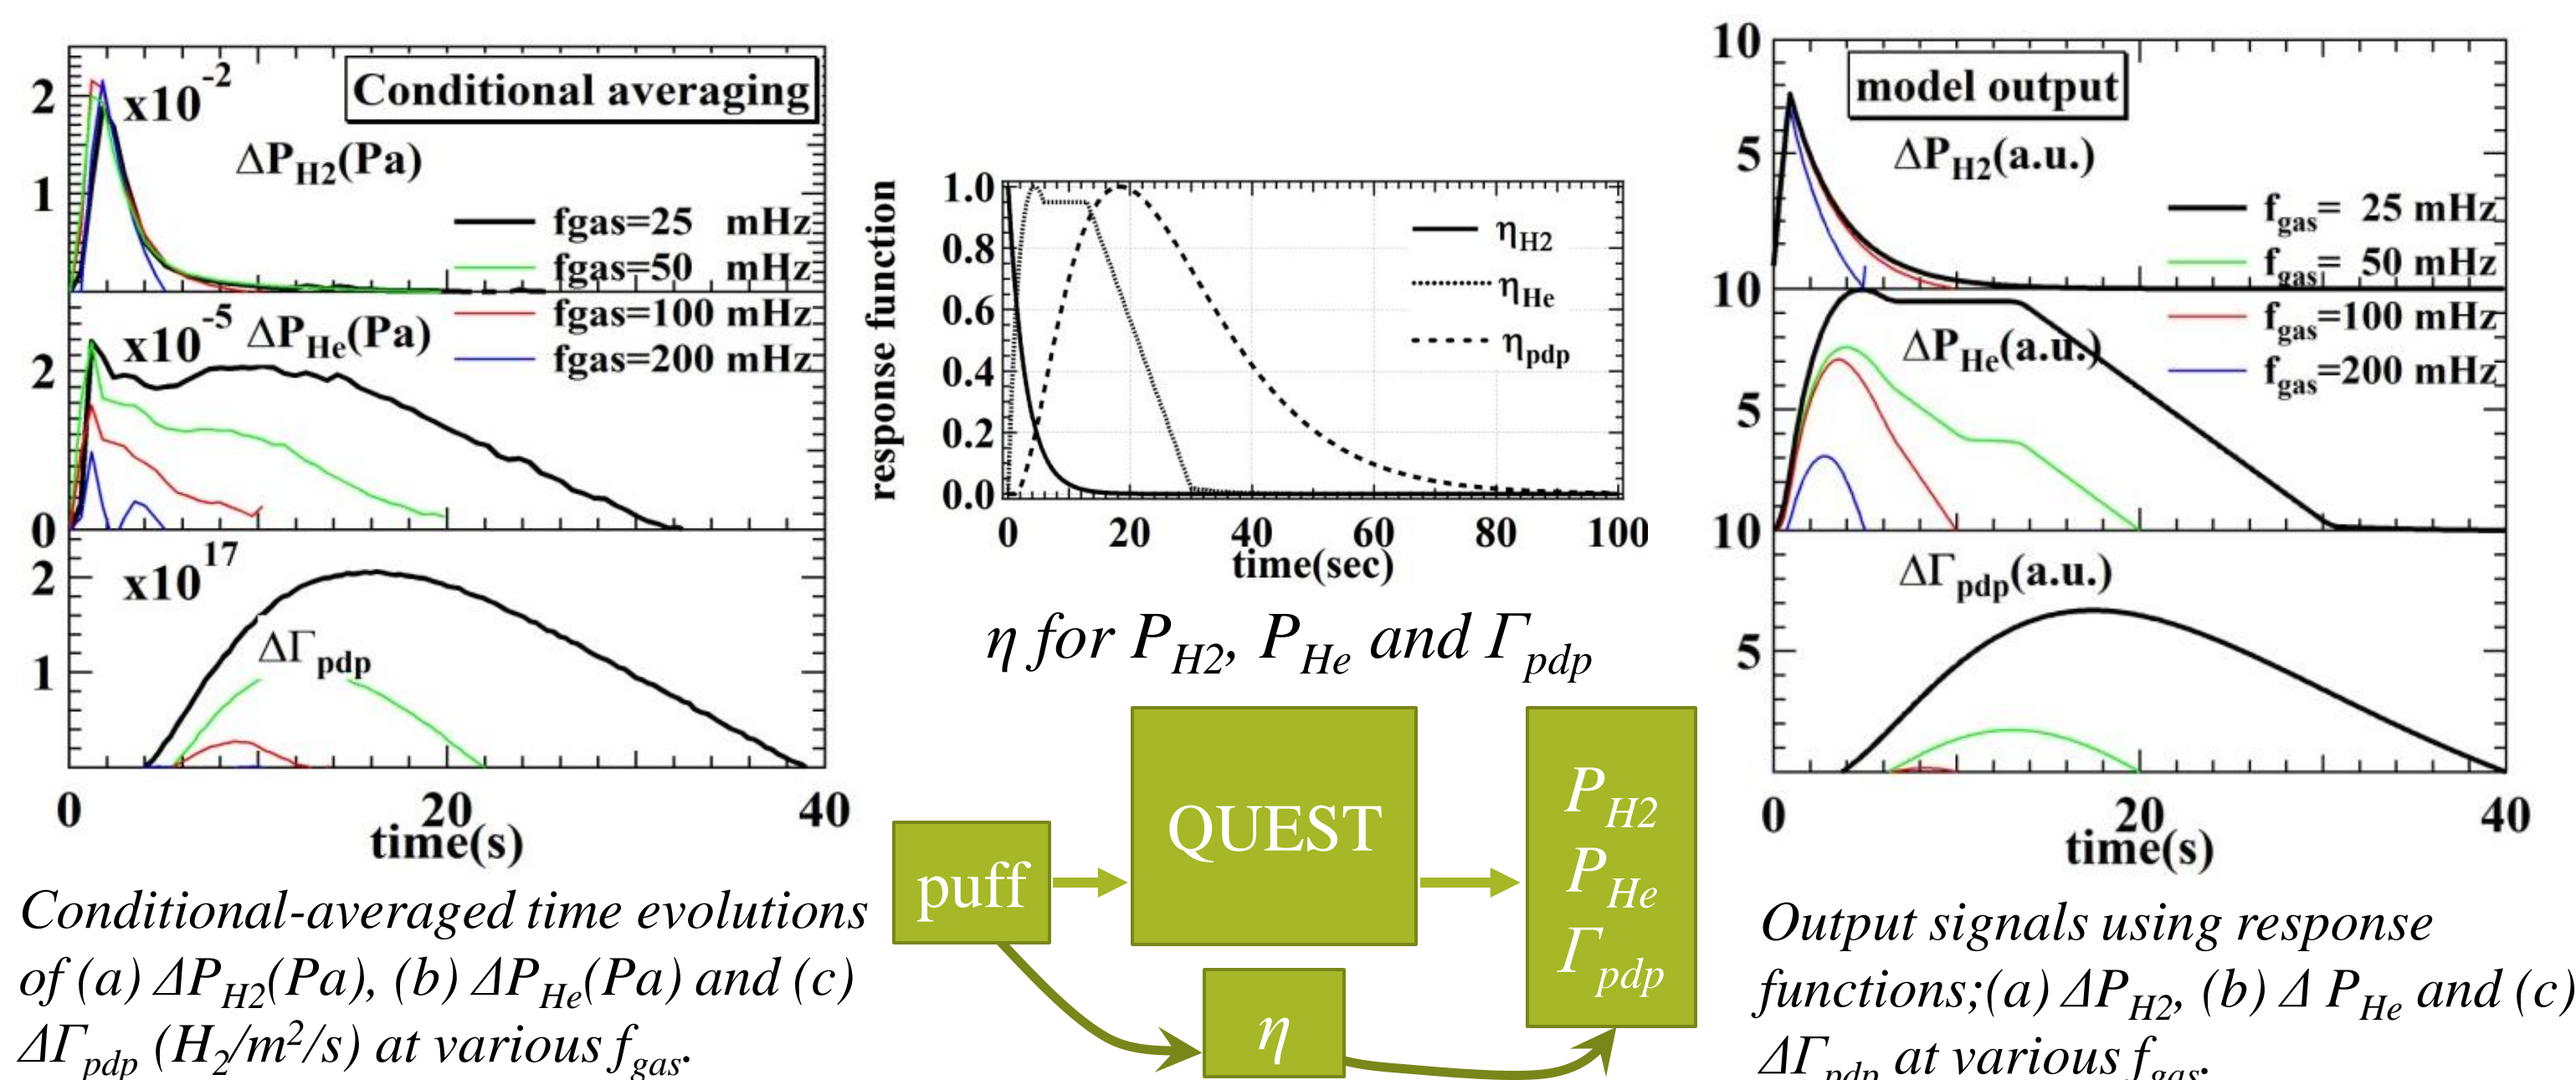 Conditional averaging
x10-2
ΔPH2(Pa)
2
1
fgas=25 mHz
fgas=50 mHz
fgas=100 mHz
fgas=200 mHz
x10-5 ΔPHe(Pa)
2
0
x10 17
ΔΓpdp
2
1
0 20 40
time(s)
Conditional-averaged time evolutions
of (a) ΔPH2(Pa), (b) ΔPHe(Pa) and (c)
ΔΓpdp (H2/m2/s) at various fgas.
response function
1.0
0.8
0.6
0.4
0.2
0.0
ηH2
ηHe
ηpdp
0 20 40 60 80 100
time(sec)
η for PH2, PHe and Γpdp
puff
QUEST
η
PH2
PHe
Γpdp
model output
ΔPH2(a.u.)
10
5
fgas= 25 mHz
fgas= 50 mHz
fgas=100 mHz
fgas=200 mHz
10
ΔPHe(a.u.)
5
10
ΔΓpdp(a.u.)
5
0 20 40
time(s)
Output signals using response
functions;(a) ΔPH2, (b) Δ PHe and (c)
ΔΓpdp at various fgas.